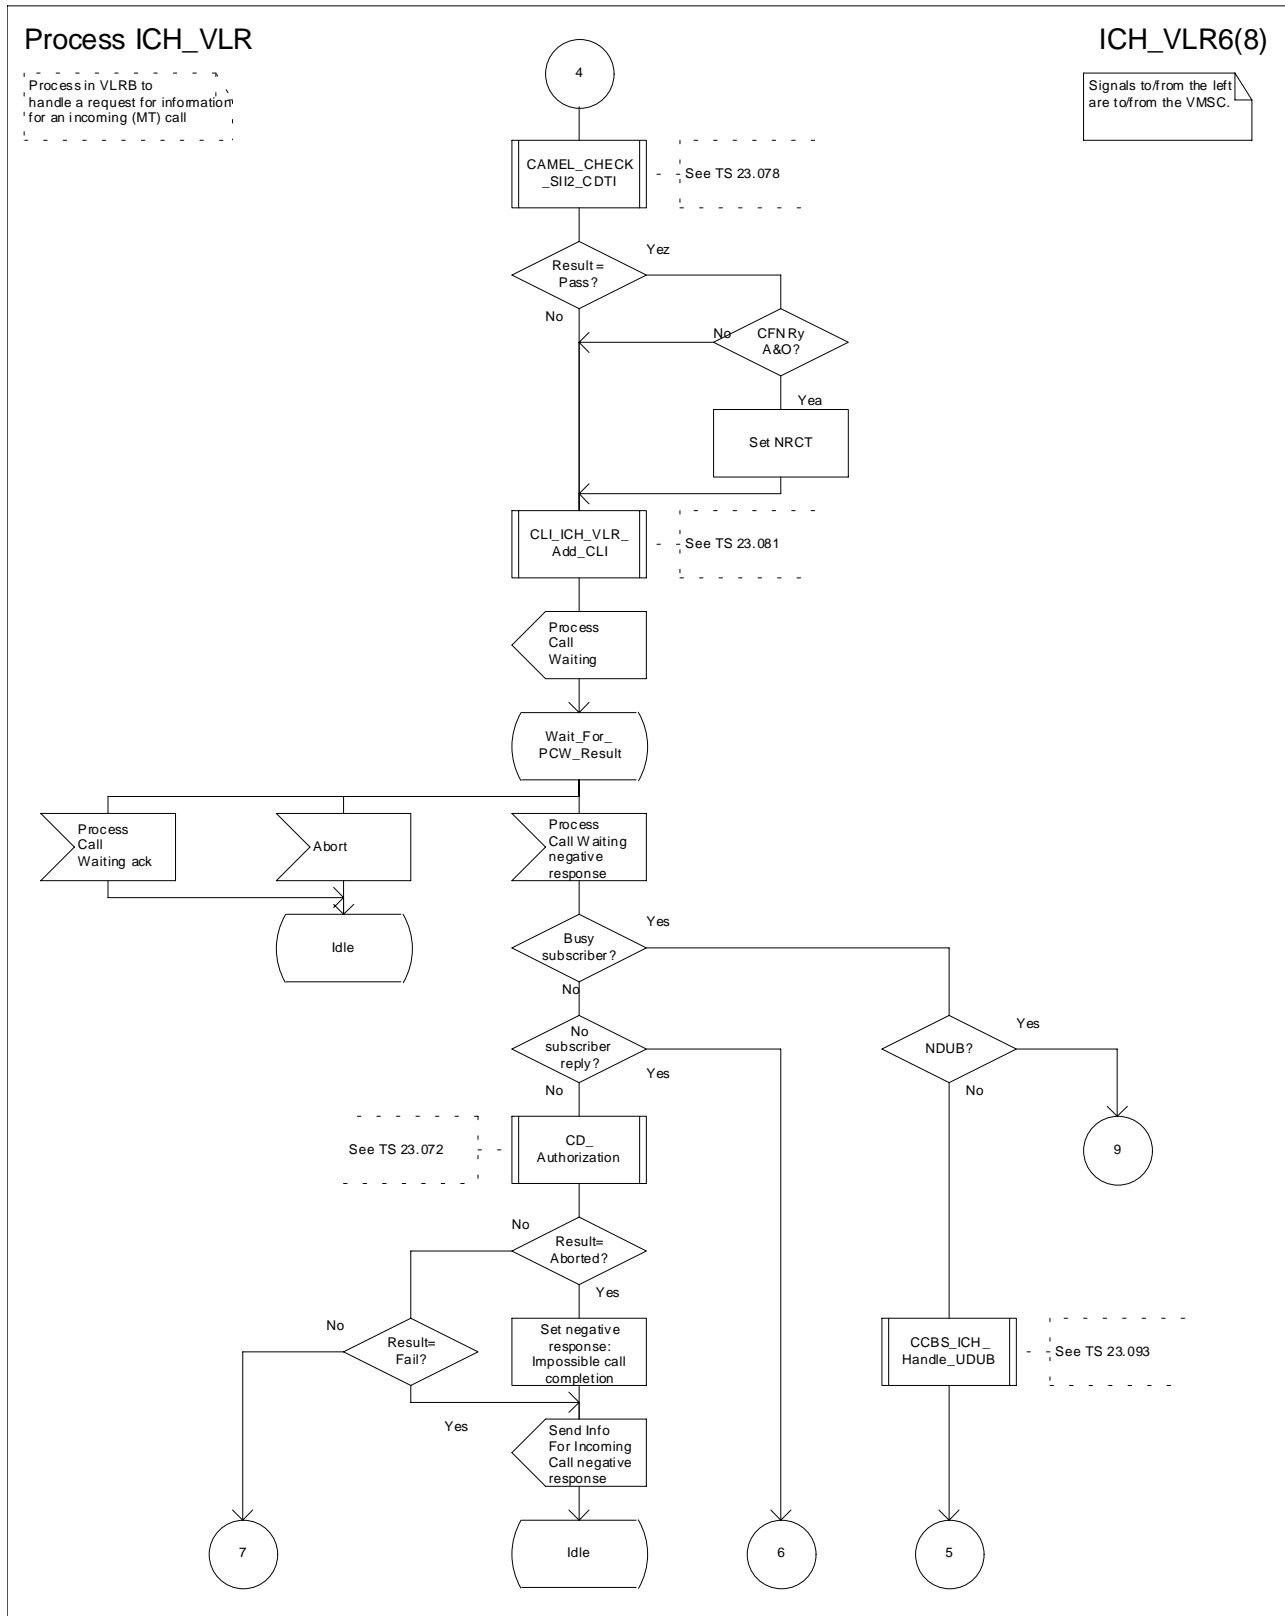 Process ICH_VLR
ICH_VLR6(8)
Process in VLRB to
handle a request for information
for an incoming (MT) call
Signals to/from the left
are to/from the VMSC.
4
CAMEL_CHECK
_SII2_CDTI
See TS 23.078
Yez
Result =
Pass?
No
No
CFNRy
A&O?
Yea
Set NRCT
CLI_ICH_VLR_
Add_CLI
See TS 23.081
Process
Call
Waiting
Wait_For_
PCW_Result
Process
Call
Waiting ack
Abort
Process
Call Waiting
negative
response
Idle
Busy
subscriber?
Yes
No
No
subscriber
reply?
Yes
No
NDUB?
Yes
No
9
See TS 23.072
CD_
Authorization
No
Result=
Aborted?
Yes
No
Result=
Fail?
Yes
Set negative
response:
Impossible call
completion
CCBS_ICH_
Handle_UDUB
See TS 23.093
Send Info
For Incoming
Call negative
response
7
Idle
6
5